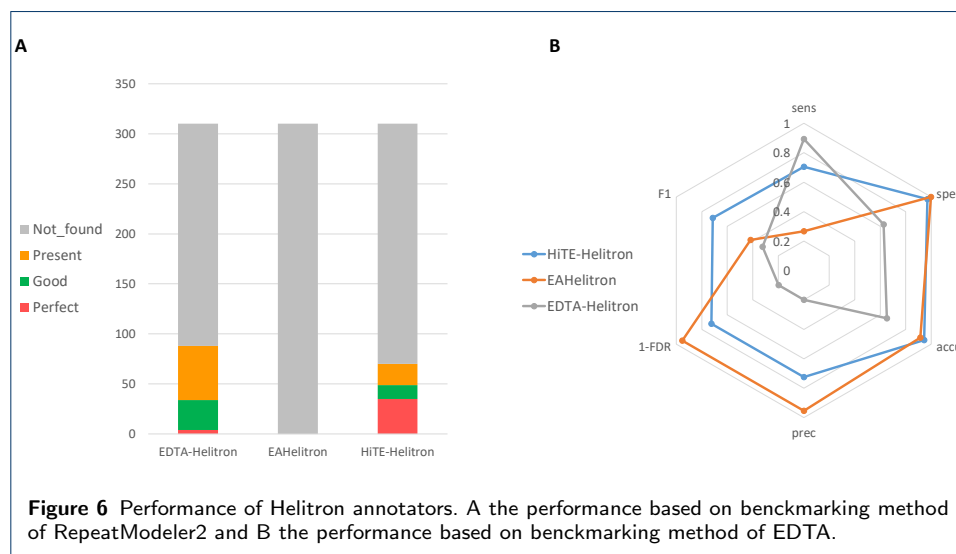 A
350
300
250
200
150
100
50
0
Not_found
Present
Good
Perfect
EDTA-Helitron EAHelitron HiTE-Helitron
B
sens
1
0.8
0.6
0.4
0.2
0
F1
spe
1-FDR
accu
prec
HiTE-Helitron
EAHelitron
EDTA-Helitron
Figure 6 Performance of Helitron annotators. A the performance based on benckmarking method
of RepeatModeler2 and B the performance based on benckmarking method of EDTA.